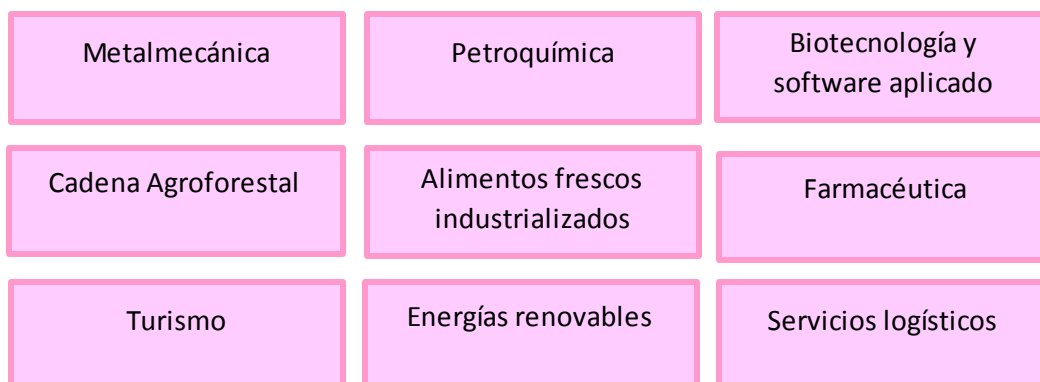 Metalmecánica
Petroquímica
Biotecnología y
software aplicado
Cadena Agroforestal
Alimentos frescos
industrializados
Farmacéutica
Turismo
Energías renovables
Servicios logísticos